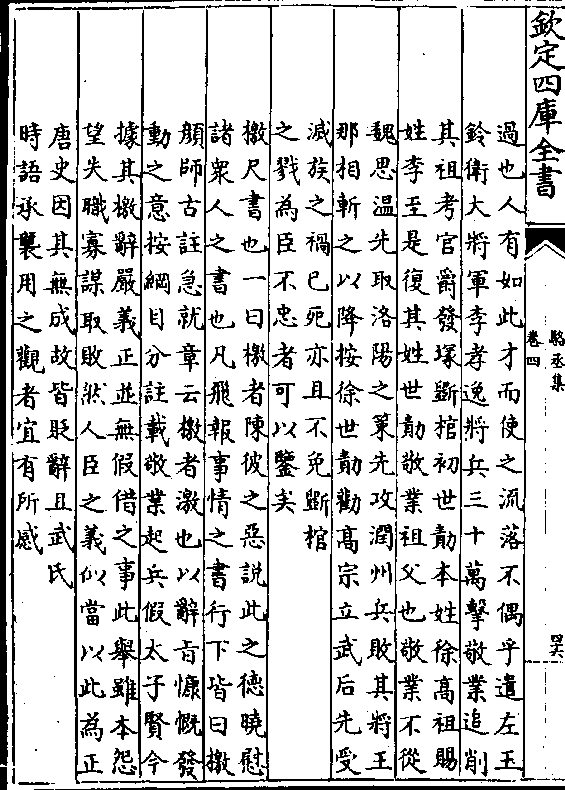 欽定四庫全書
駱丞集
卷四
四六
過也人有如此才而使之流落不偶乎遣左玉
鈴衛大將軍李孝逸將兵三十萬擊敬業追削
其祖考官爵發塚斵棺初世勣本姓徐高祖賜
姓李至是復其姓世勣敬業祖父也敬業不從
魏思温先取洛陽之策先攻潤州兵敗其將王
那相斬之以降按徐世勣勸高宗立武后先受
滅族之禍已死亦且不免斵棺
之戮為臣不忠者可以鑒矣
檄尺書也一曰檄者陳彼之惡説此之德曉慰
諸衆人之書也凡飛報事情之書行下皆曰檄
顔師古註急就章云檄者激也以辭㫖慷慨發
動之意按綱目分註載敬業起兵假太子賢今
據其檄辭嚴義正並無假借之事此舉雖本怨
望失職寡謀取敗然人臣之義似當以此為正
唐史因其無成故皆貶辭且武氏
時語承襲用之觀者宜有所感